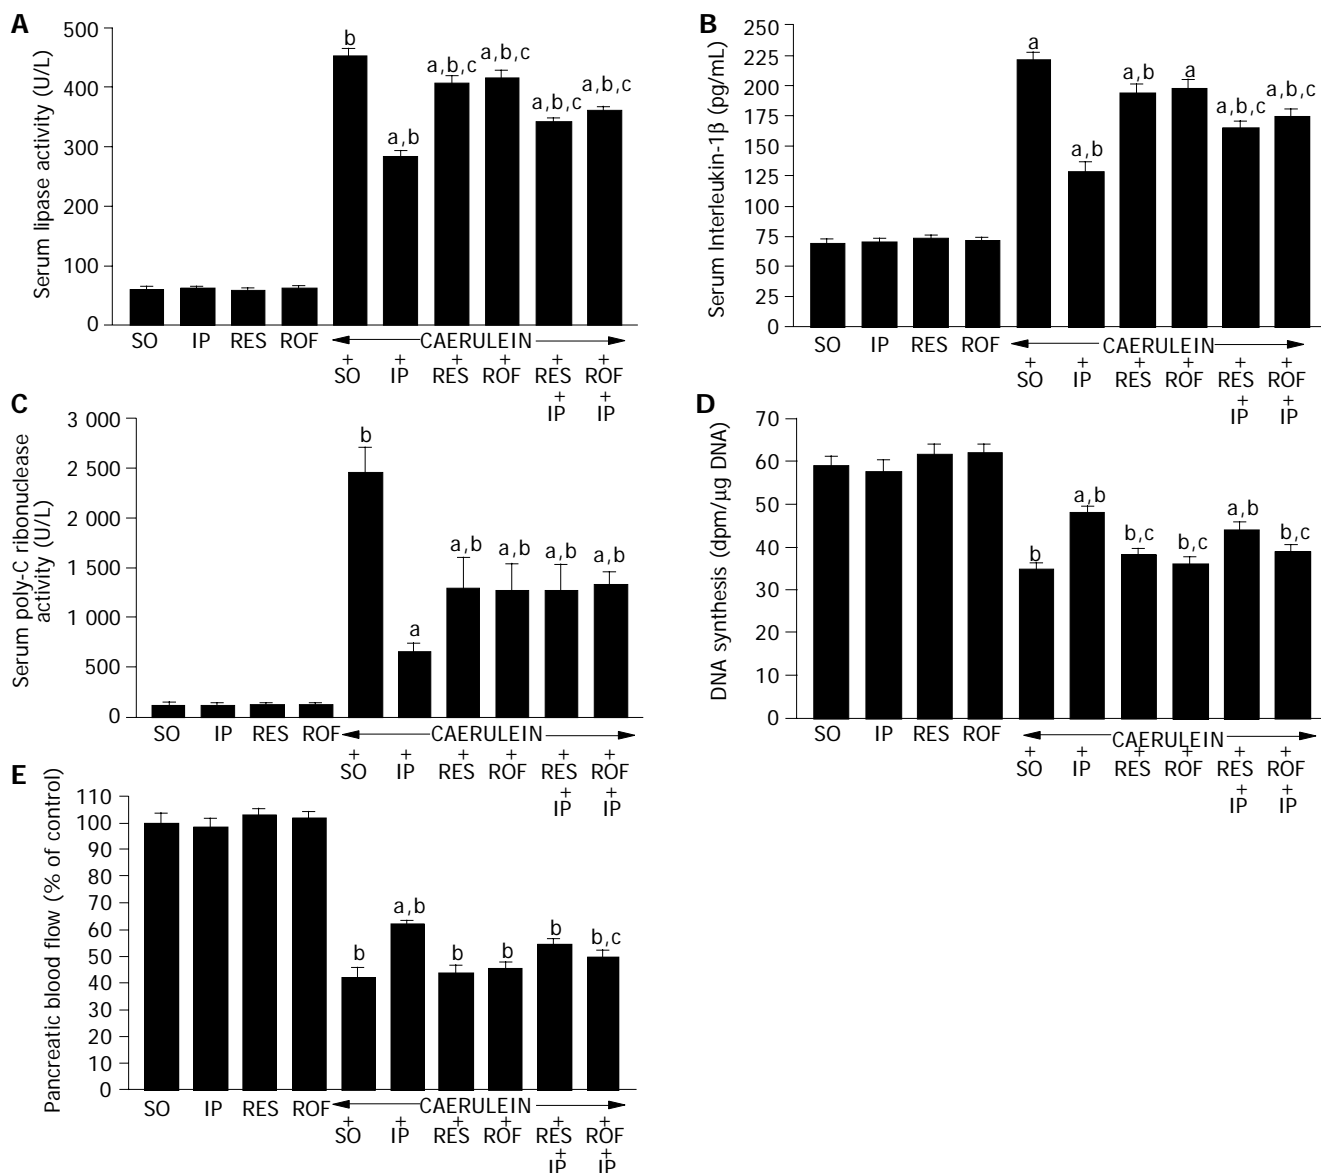 A
Serum lipase activity (U/L)
500
400
300
200
100
0
b
a,b
a,b,c
a,b,c
a,b,c
a,b,c
SO IP RES ROF CAERULEIN
+ + + + + +
SO IP RES ROF RES ROF
+ +
IP IP
B
Serum Interleukin-1β (pg/mL)
250
225
200
175
150
125
100
75
50
25
0
a
a,b
a,b
a
a,b,c
a,b,c
SO IP RES ROF CAERULEIN
+ + + + + +
SO IP RES ROF RES ROF
+ +
IP IP
C
Serum poly-C ribonuclease
activity (U/L)
3 000
2 500
2 000
1 500
1 000
500
0
b
a
a,b
a,b
a,b
a,b
SO IP RES ROF CAERULEIN
+ + + + + +
SO IP RES ROF RES ROF
+ +
IP IP
D
DNA synthesis (dpm/μg DNA)
70
60
50
40
30
20
10
0
b
a,b
b,c
b,c
a,b
b,c
SO IP RES ROF CAERULEIN
+ + + + + +
SO IP RES ROF RES ROF
+ +
IP IP
E
Pancreatic blood flow (% of control)
110
100
90
80
70
60
50
40
30
20
10
0
b
a,b
b
b
b
b,c
SO IP RES ROF CAERULEIN
+ + + + + +
SO IP RES ROF RES ROF
+ +
IP IP